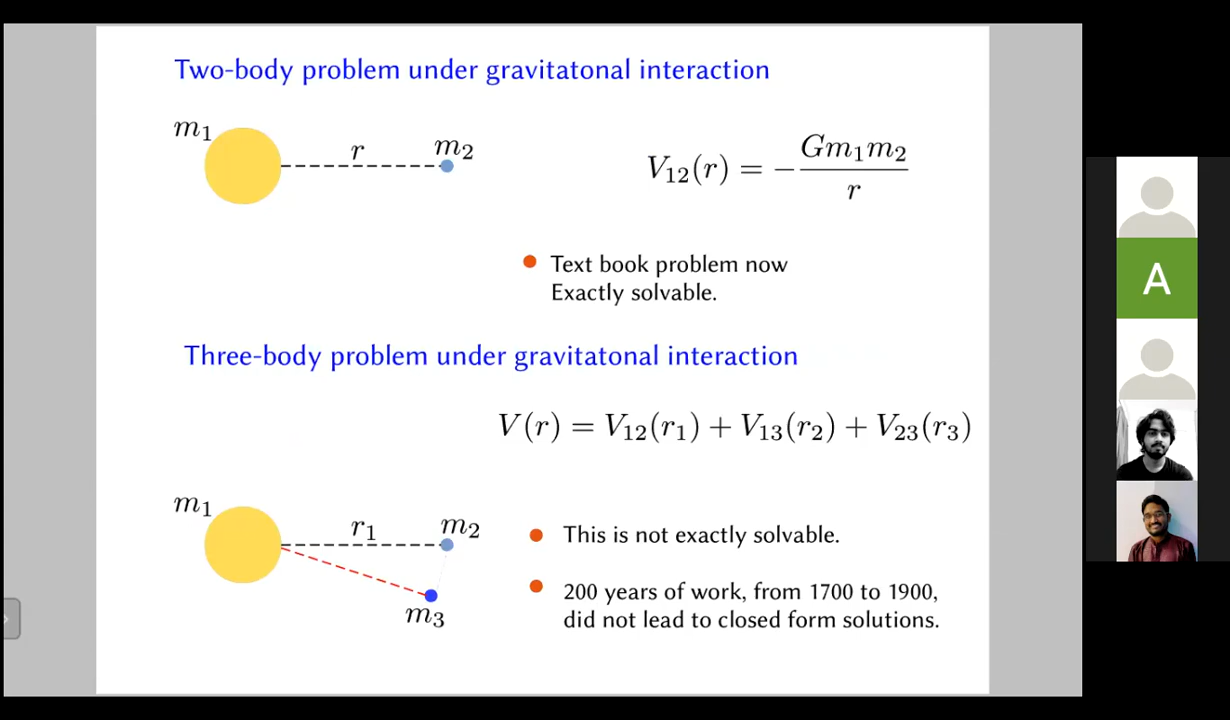 Two-body problem under gravitatonal interaction
m₁
r
m₂
V₁₂(r) = −Gm₁m₂/r
Text book problem now
Exactly solvable.
A
Three-body problem under gravitatonal interaction
V(r) = V₁₂(r₁) + V₁₃(r₂) + V₂₃(r₃)
m₁
r₁
m₂
m₃
This is not exactly solvable.
200 years of work, from 1700 to 1900,
did not lead to closed form solutions.